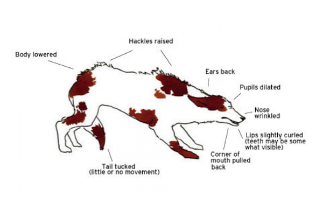 Hackles raised
Body lowered
Ears back
Pupils dilated
Nose
wrinkled
Lips slightly curled
(teeth may be some
what visible)
Corner of
mouth pulled
back
Tail tucked
(little or no movement)